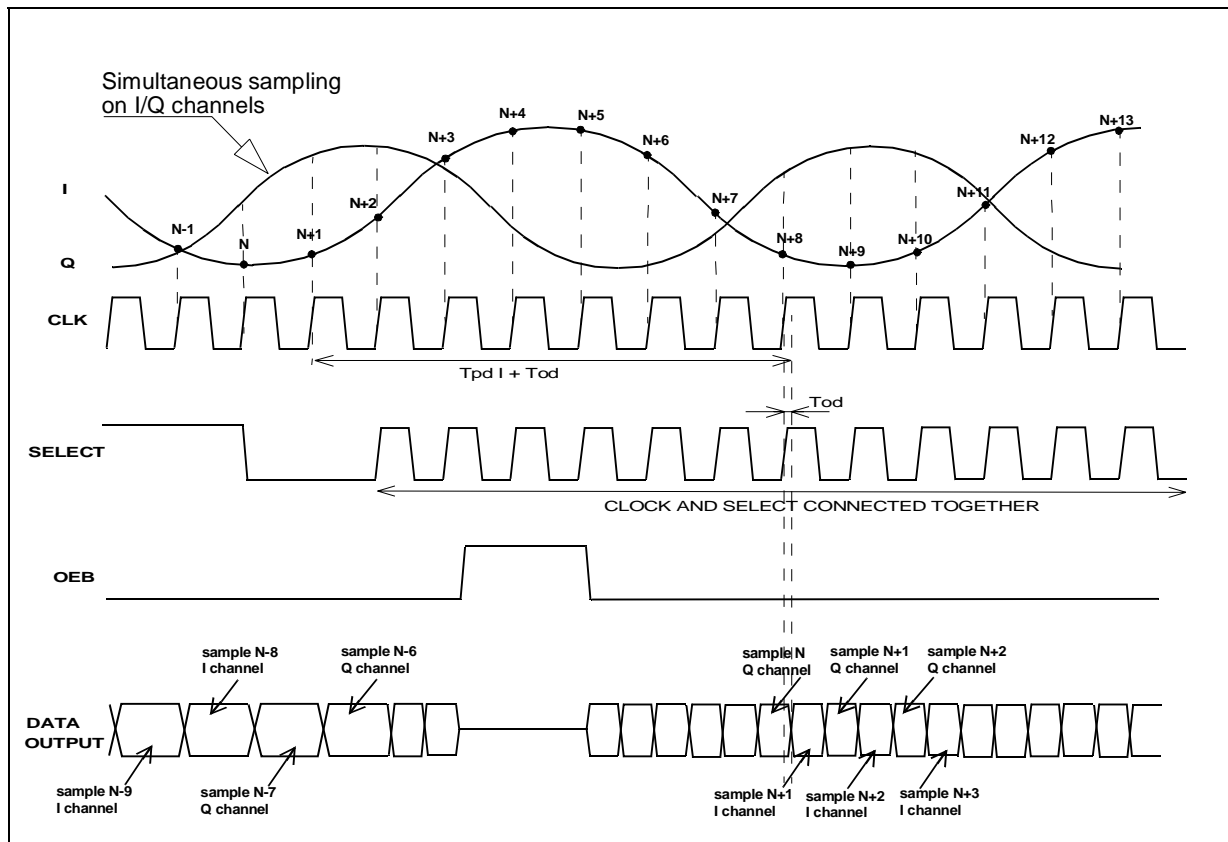 Simultaneous sampling
on I/Q channels
N+4
N+5
N+13
N+3
N+12
N+6
I
N+2
N+7
N+11
N-1
N
N+1
N+8
N+9
N+10
Q
CLK
Tpd I + Tod
Tod
SELECT
CLOCK AND SELECT CONNECTED TOGETHER
OEB
sample N-8
I channel
sample N-6
Q channel
sample N
Q channel
sample N+1
Q channel
sample N+2
Q channel
DATA
OUTPUT
sample N-9
I channel
sample N-7
Q channel
sample N+1
I channel
sample N+2
I channel
sample N+3
I channel